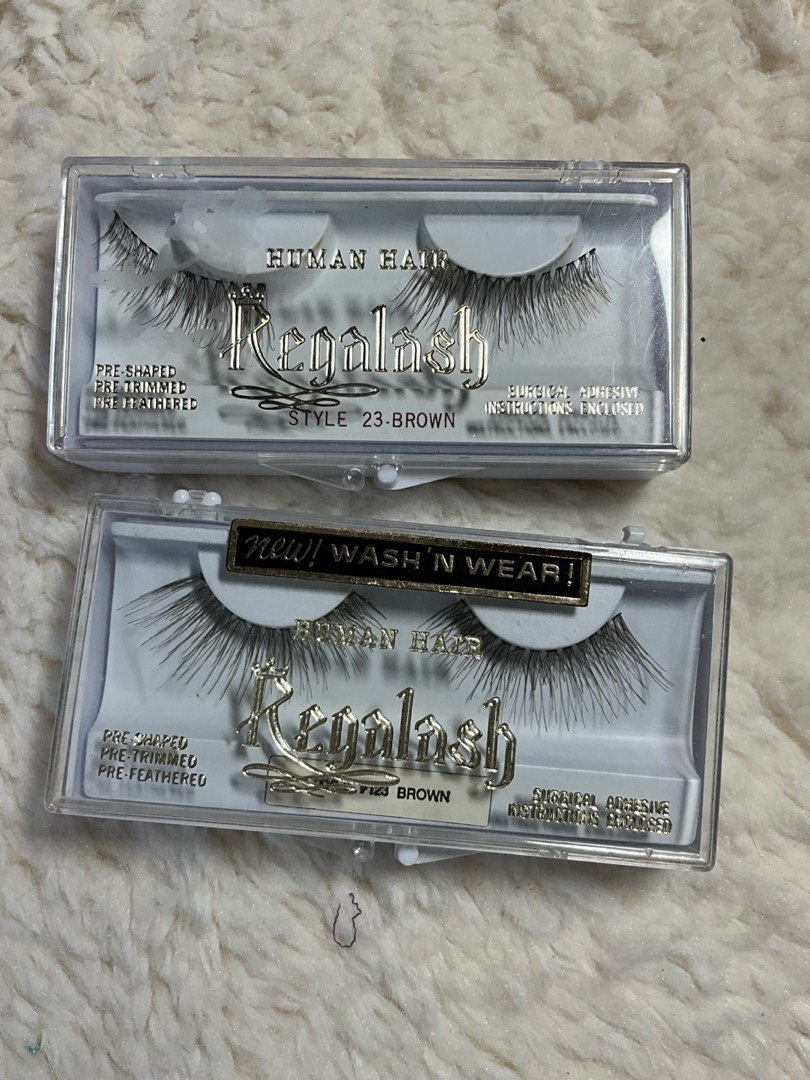 HUMAN HAIR
Regalash
PRE-SHAPED
PRE-TRIMMED
PRE-FEATHERED
SURGICAL ADHESIVE
INSTRUCTIONS ENCLOSED
STYLE 23-BROWN
new! WASH'N WEAR!
HUMAN HAIR
Regalash
PRE-SHAPED
PRE-TRIMMED
PRE-FEATHERED
#123 BROWN
SURGICAL ADHESIVE
INSTRUCTIONS ENCLOSED